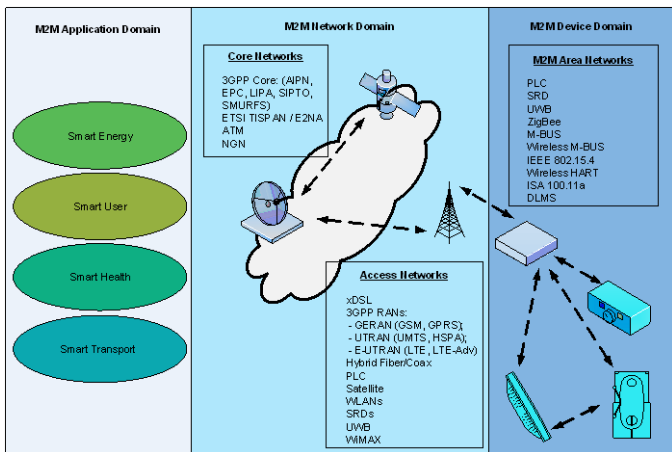 M2M Application Domain
Smart Energy
Smart User
Smart Health
Smart Transport
M2M Network Domain
Core Networks
3GPP Core: (AIPN,
EPC, LIPA, SIPTO,
SMURFS)
ETSI TISPAN / E2NA
ATM
NGN
Access Networks
xDSL
3GPP RANs:
- GERAN (GSM, GPRS);
- UTRAN (UMTS, HSPA);
- E-UTRAN (LTE, LTE-Adv)
Hybrid Fiber/Coax
PLC
Satellite
WLANs
SRDs
UWB
WiMAX
M2M Device Domain
M2M Area Networks
PLC
SRD
UWB
ZigBee
M-BUS
Wireless M-BUS
IEEE 802.15.4
Wireless HART
ISA 100.11a
DLMS